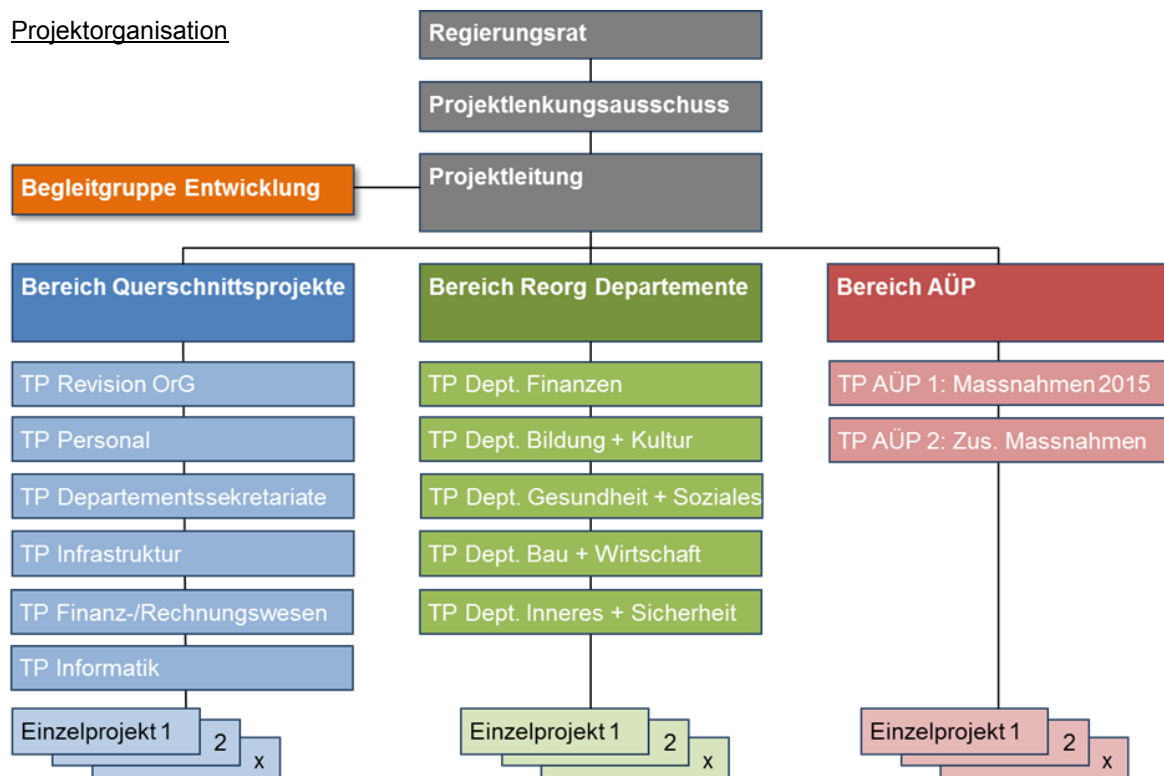 Projektorganisation
Regierungsrat
Projektlenkungsausschuss
Begleitgruppe Entwicklung
Projektleitung
Bereich Querschnittsprojekte
TP Revision OrG
TP Personal
TP Departementssekretariate
TP Infrastruktur
TP Finanz-/Rechnungswesen
TP Informatik
Einzelprojekt 1
2
x
Bereich Reorg Departemente
TP Dept. Finanzen
TP Dept. Bildung + Kultur
TP Dept. Gesundheit + Soziales
TP Dept. Bau + Wirtschaft
TP Dept. Inneres + Sicherheit
Einzelprojekt 1
2
x
Bereich AÜP
TP AÜP 1: Massnahmen 2015
TP AÜP 2: Zus. Massnahmen
Einzelprojekt 1
2
x